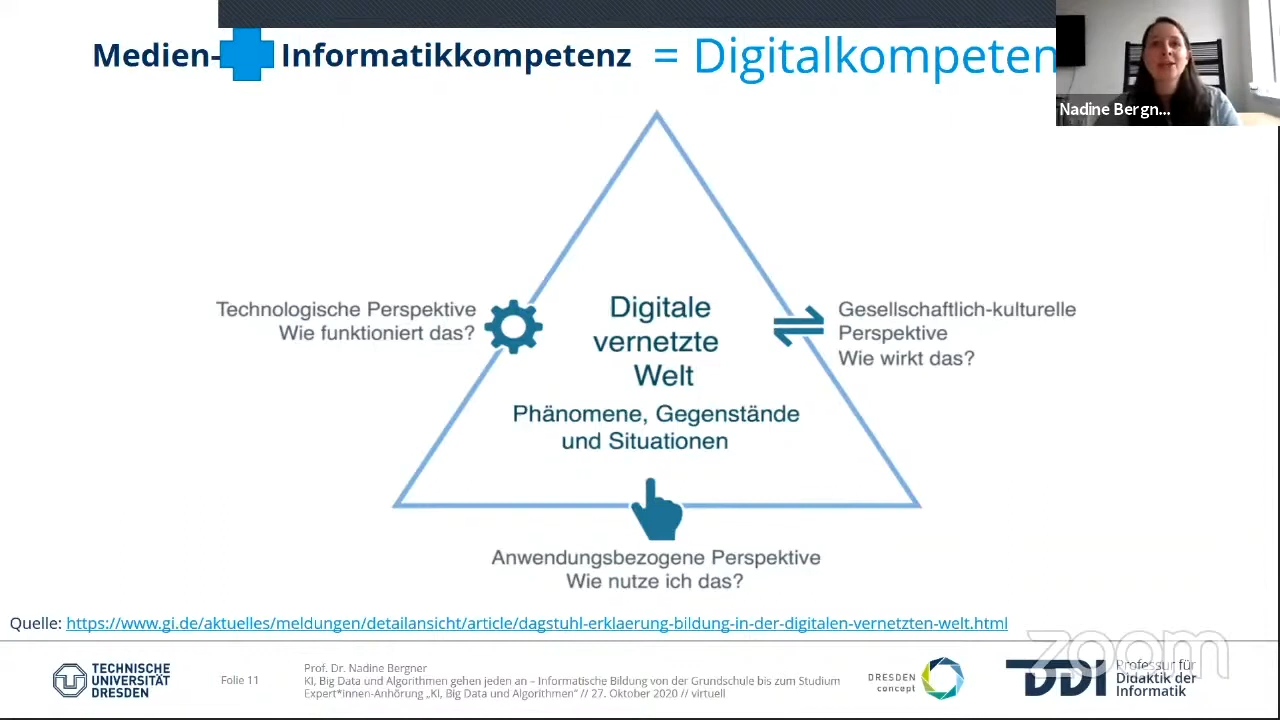 Medien- Informatikkompetenz = Digitalkompeten
Nadine Bergn...
Technologische Perspektive
Wie funktioniert das?
Digitale
vernetzte
Welt
Phänomene, Gegenstände
und Situationen
Gesellschaftlich-kulturelle
Perspektive
Wie wirkt das?
Anwendungsbezogene Perspektive
Wie nutze ich das?
Quelle: https://www.gi.de/aktuelles/meldungen/detailansicht/article/dagstuhl-erklaerung-bildung-in-der-digitalen-vernetzten-welt.html
TECHNISCHE
UNIVERSITÄT
DRESDEN
Folie 11
Prof. Dr. Nadine Bergner
KI, Big Data und Algorithmen gehen jeden an – Informatische Bildung von der Grundschule bis zum Studium
Expert*innen-Anhörung „KI, Big Data und Algorithmen" // 27. Oktober 2020 // virtuell
DRESDEN
concept
DDI
Professur für
Didaktik der
Informatik
zoom